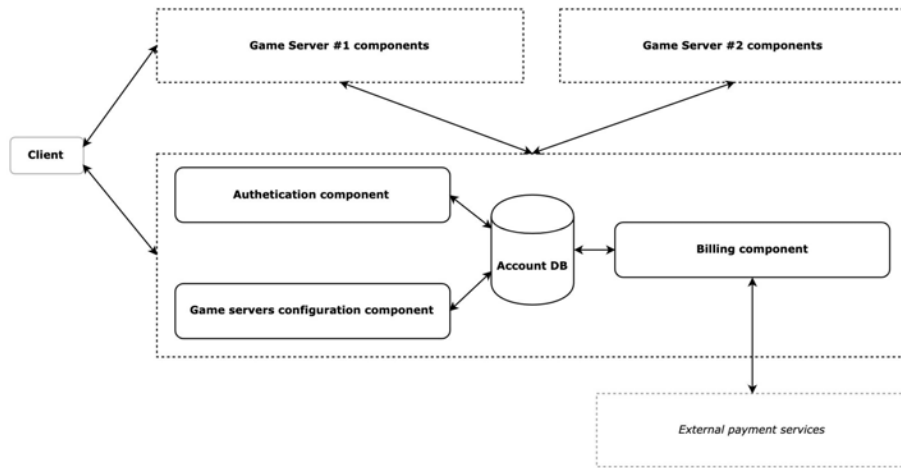 Game Server #1 components
Game Server #2 components
Client
Authetication component
Account DB
Billing component
Game servers configuration component
External payment services